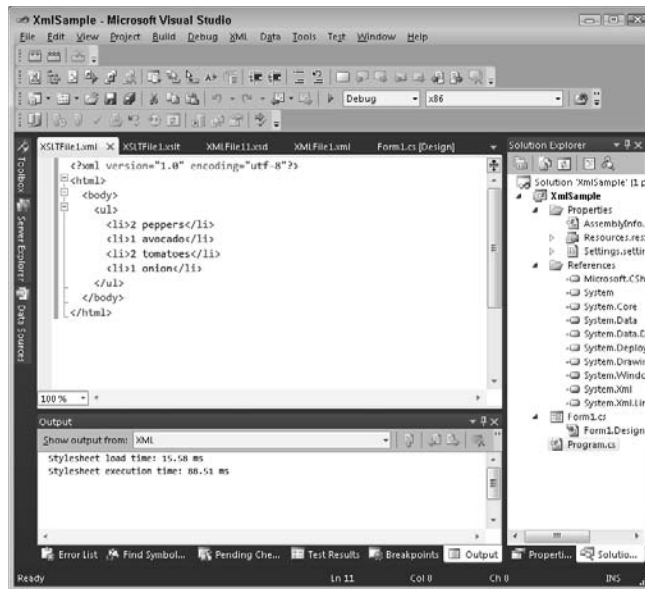 XmlSample - Microsoft Visual Studio
File Edit View Project Build Debug XML Data Tools Test Window Help
Debug x86
XSLTFile1.xml XSLTFile1.xslt XMLFile11.xsd XMLFile1.xml Form1.cs [Design]
Toolbox
Server Explorer
Data Sources
<?xml version="1.0" encoding="utf-8"?>
<html>
<body>
<ul>
<li>2 peppers</li>
<li>1 avocado</li>
<li>2 tomatoes</li>
<li>1 onion</li>
</ul>
</body>
</html>
100 %
Output
Show output from: XML
Stylesheet load time: 15.58 ms
Stylesheet execution time: 88.51 ms
Solution Explorer
Solution 'XmlSample' (1 p
XmlSample
Properties
AssemblyInfo.
Resources.res
Settings.settin
References
Microsoft.CSh
System
System.Core
System.Data
System.Data.D
System.Deploy
System.Drawin
System.Windo
System.Xml
System.Xml.Lin
Form1.cs
Form1.Design
Program.cs
Error List Find Symbol... Pending Che... Test Results Breakpoints Output Properti... Solutio...
Ready Ln 11 Col 8 Ch 8 INS